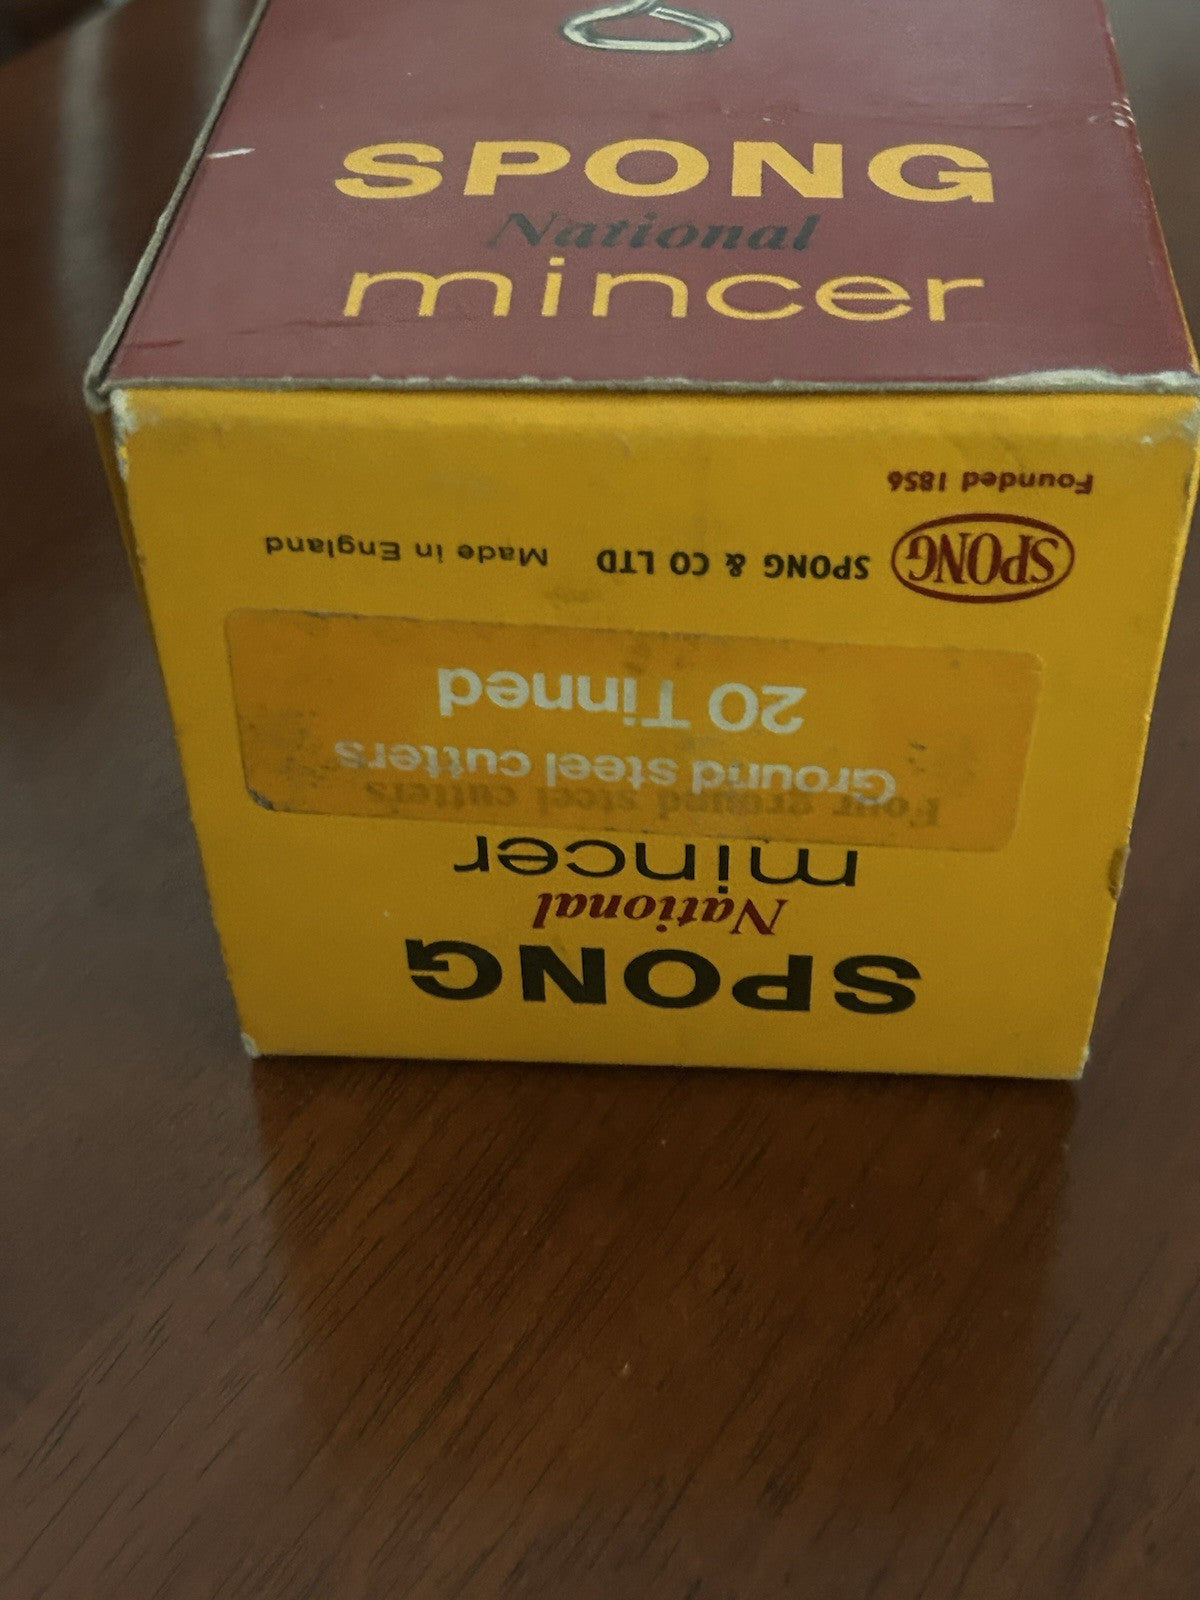 SPONG
National
mincer
SPONG
National
mincer
Four ground steel cutters
Ground steel cutters
20 Tinned
SPONG SPONG & CO LTD Made in England
Founded 1856